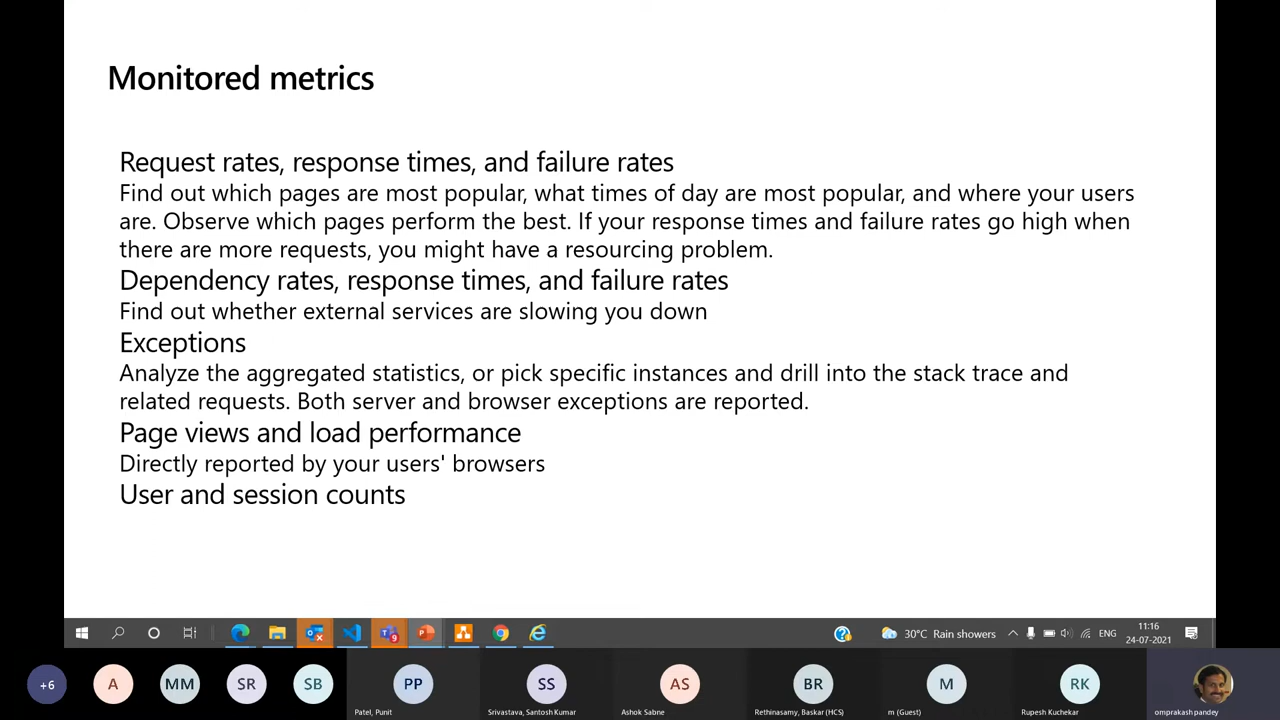 Monitored metrics
Request rates, response times, and failure rates
Find out which pages are most popular, what times of day are most popular, and where your users
are. Observe which pages perform the best. If your response times and failure rates go high when
there are more requests, you might have a resourcing problem.
Dependency rates, response times, and failure rates
Find out whether external services are slowing you down
Exceptions
Analyze the aggregated statistics, or pick specific instances and drill into the stack trace and
related requests. Both server and browser exceptions are reported.
Page views and load performance
Directly reported by your users' browsers
User and session counts
9
30°C Rain showers
ENG
11:16
24-07-2021
+6
A
MM
SR
SB
PP
SS
AS
BR
M
RK
Patel, Punit
Srivastava, Santosh Kumar
Ashok Sabne
Rethinasamy, Baskar (HCS)
m (Guest)
Rupesh Kuchekar
omprakash pandey